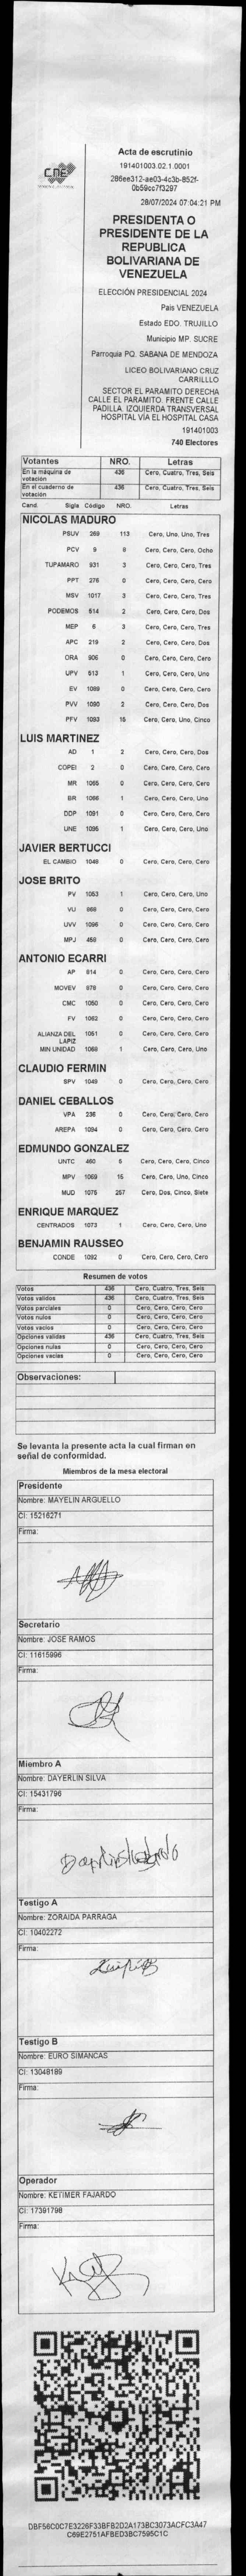 CNE
Acta de escrutinio
191401003.02.1.0001
286ee312-ae03-4c3b-852f-
0b59cc7f3297
28/07/2024 07:04:21 PM
PRESIDENTA O
PRESIDENTE DE LA
REPUBLICA
BOLIVARIANA DE
VENEZUELA
ELECCIÓN PRESIDENCIAL 2024
País VENEZUELA
Estado EDO. TRUJILLO
Municipio MP. SUCRE
Parroquia PQ. SABANA DE MENDOZA
LICEO BOLIVARIANO CRUZ
CARRILLLO
SECTOR EL PARAMITO DERECHA
CALLE EL PARAMITO. FRENTE CALLE
PADILLA. IZQUIERDA TRANSVERSAL
HOSPITAL VÍA EL HOSPITAL CASA
191401003
740 Electores
Votantes NRO. Letras
En la máquina de votación 436 Cero, Cuatro, Tres, Seis
En el cuaderno de votación 436 Cero, Cuatro, Tres, Seis
Cand. Sigla Código NRO. Letras
NICOLAS MADURO
PSUV 269 113 Cero, Uno, Uno, Tres
PCV 9 8 Cero, Cero, Cero, Ocho
TUPAMARO 931 3 Cero, Cero, Cero, Tres
PPT 276 0 Cero, Cero, Cero, Cero
MSV 1017 3 Cero, Cero, Cero, Tres
PODEMOS 514 2 Cero, Cero, Cero, Dos
MEP 6 3 Cero, Cero, Cero, Tres
APC 219 2 Cero, Cero, Cero, Dos
ORA 906 0 Cero, Cero, Cero, Cero
UPV 513 1 Cero, Cero, Cero, Uno
EV 1089 0 Cero, Cero, Cero, Cero
PVV 1090 2 Cero, Cero, Cero, Dos
PFV 1093 15 Cero, Cero, Uno, Cinco
LUIS MARTINEZ
AD 1 2 Cero, Cero, Cero, Dos
COPEI 2 0 Cero, Cero, Cero, Cero
MR 1065 0 Cero, Cero, Cero, Cero
BR 1066 1 Cero, Cero, Cero, Uno
DDP 1091 0 Cero, Cero, Cero, Cero
UNE 1095 1 Cero, Cero, Cero, Uno
JAVIER BERTUCCI
EL CAMBIO 1048 0 Cero, Cero, Cero, Cero
JOSE BRITO
PV 1053 1 Cero, Cero, Cero, Uno
VU 868 0 Cero, Cero, Cero, Cero
UVV 1096 0 Cero, Cero, Cero, Cero
MPJ 459 0 Cero, Cero, Cero, Cero
ANTONIO ECARRI
AP 814 0 Cero, Cero, Cero, Cero
MOVEV 878 0 Cero, Cero, Cero, Cero
CMC 1050 0 Cero, Cero, Cero, Cero
FV 1062 0 Cero, Cero, Cero, Cero
ALIANZA DEL LAPIZ 1051 0 Cero, Cero, Cero, Cero
MIN UNIDAD 1068 1 Cero, Cero, Cero, Uno
CLAUDIO FERMIN
SPV 1049 0 Cero, Cero, Cero, Cero
DANIEL CEBALLOS
VPA 236 0 Cero, Cero, Cero, Cero
AREPA 1094 0 Cero, Cero, Cero, Cero
EDMUNDO GONZALEZ
UNTC 460 5 Cero, Cero, Cero, Cinco
MPV 1069 15 Cero, Cero, Uno, Cinco
MUD 1075 257 Cero, Dos, Cinco, Siete
ENRIQUE MARQUEZ
CENTRADOS 1073 1 Cero, Cero, Cero, Uno
BENJAMIN RAUSSEO
CONDE 1092 0 Cero, Cero, Cero, Cero
Resumen de votos
Votos 436 Cero, Cuatro, Tres, Seis
Votos validos 436 Cero, Cuatro, Tres, Seis
Votos parciales 0 Cero, Cero, Cero, Cero
Votos nulos 0 Cero, Cero, Cero, Cero
Votos vacios 0 Cero, Cero, Cero, Cero
Opciones validas 436 Cero, Cuatro, Tres, Seis
Opciones nulas 0 Cero, Cero, Cero, Cero
Opciones vacias 0 Cero, Cero, Cero, Cero
Observaciones:
Se levanta la presente acta la cual firman en
señal de conformidad.
Miembros de la mesa electoral
Presidente
Nombre: MAYELIN ARGUELLO
CI: 15216271
Firma:
Secretario
Nombre: JOSE RAMOS
CI: 11615996
Firma:
Miembro A
Nombre: DAYERLIN SILVA
CI: 15431796
Firma:
Testigo A
Nombre: ZORAIDA PARRAGA
CI: 10402272
Firma:
Testigo B
Nombre: EURO SIMANCAS
CI: 13048189
Firma:
Operador
Nombre: KETIMER FAJARDO
CI: 17391798
Firma:
DBF56C0C7E3226F33BFB2D2A173BC3073ACFC3A47
C69E2751AFBED3BC7595C1C